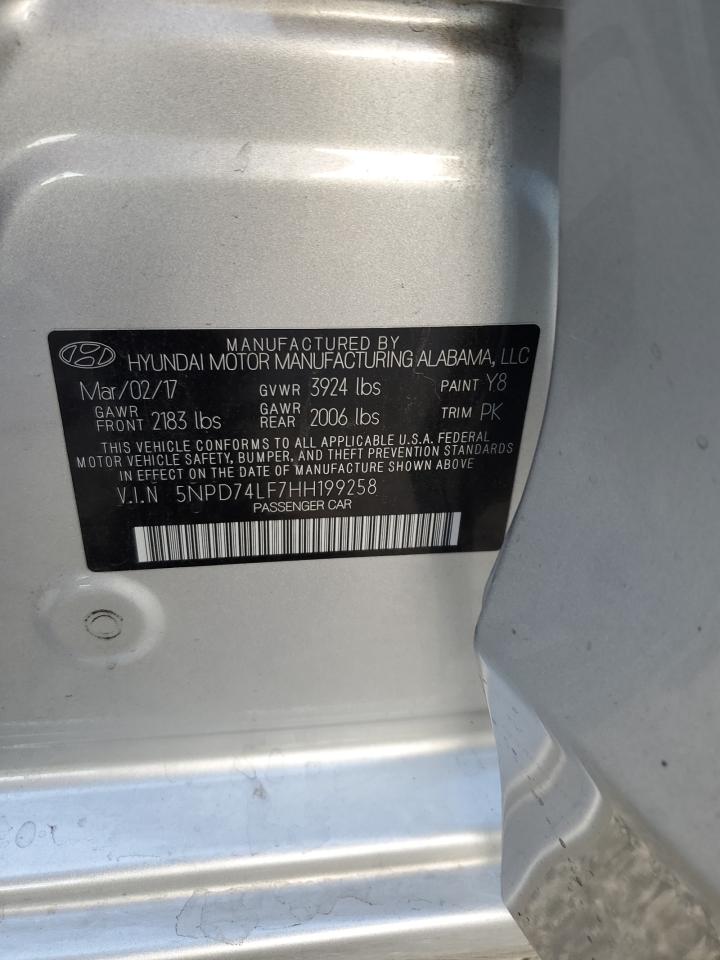 MANUFACTURED BY
HYUNDAI MOTOR MANUFACTURING ALABAMA, LLC
Mar/02/17 GVWR 3924 lbs PAINT Y8
GAWR FRONT 2183 lbs GAWR REAR 2006 lbs TRIM PK
THIS VEHICLE CONFORMS TO ALL APPLICABLE U.S.A. FEDERAL
MOTOR VEHICLE SAFETY, BUMPER, AND THEFT PREVENTION STANDARDS
IN EFFECT ON THE DATE OF MANUFACTURE SHOWN ABOVE
V.I.N 5NPD74LF7HH199258
PASSENGER CAR